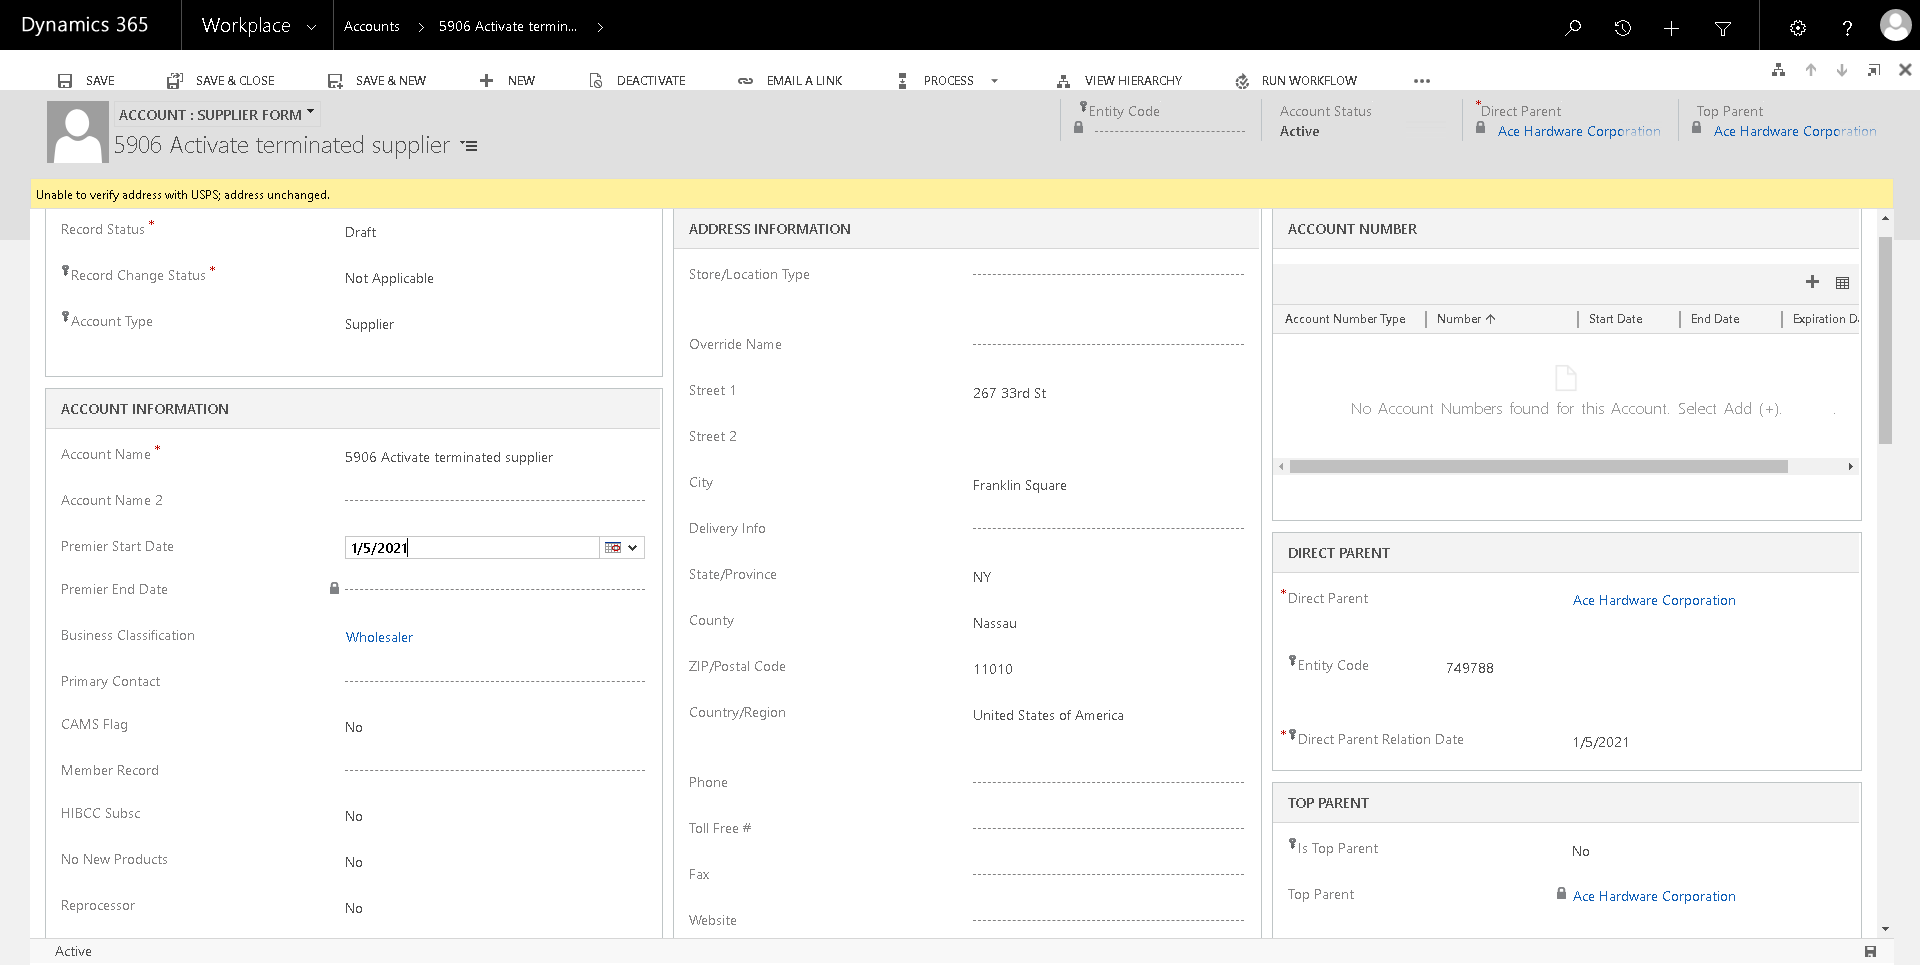 Dynamics 365
Workplace
Accounts
5906 Activate termin...
SAVE
SAVE & CLOSE
SAVE & NEW
NEW
DEACTIVATE
EMAIL A LINK
PROCESS
VIEW HIERARCHY
RUN WORKFLOW
ACCOUNT : SUPPLIER FORM
5906 Activate terminated supplier
Entity Code
Account Status
Active
*Direct Parent
Ace Hardware Corporation
Top Parent
Ace Hardware Corporation
Unable to verify address with USPS; address unchanged.
Record Status *
Draft
Record Change Status *
Not Applicable
Account Type
Supplier
ACCOUNT INFORMATION
Account Name *
5906 Activate terminated supplier
Account Name 2
Premier Start Date
1/5/2021
Premier End Date
Business Classification
Wholesaler
Primary Contact
CAMS Flag
No
Member Record
HIBCC Subsc
No
No New Products
No
Reprocessor
No
ADDRESS INFORMATION
Store/Location Type
Override Name
Street 1
267 33rd St
Street 2
City
Franklin Square
Delivery Info
State/Province
NY
County
Nassau
ZIP/Postal Code
11010
Country/Region
United States of America
Phone
Toll Free #
Fax
Website
ACCOUNT NUMBER
Account Number Type
Number
Start Date
End Date
Expiration D
No Account Numbers found for this Account. Select Add (+).
DIRECT PARENT
*Direct Parent
Ace Hardware Corporation
Entity Code
749788
*Direct Parent Relation Date
1/5/2021
TOP PARENT
Is Top Parent
No
Top Parent
Ace Hardware Corporation
Active